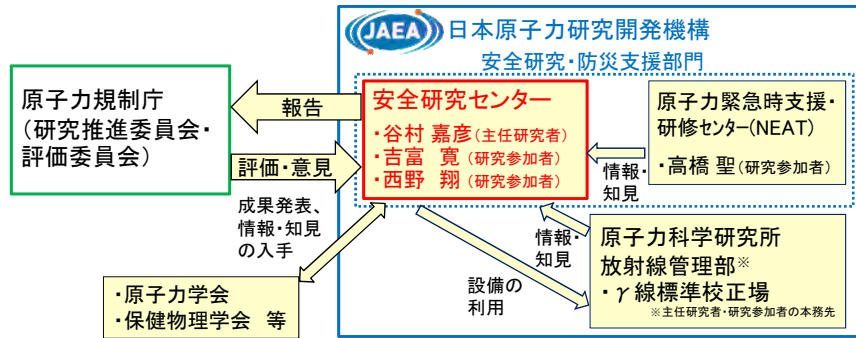 JAEA
日本原子力研究開発機構
安全研究・防災支援部門
原子力規制庁
(研究推進委員会・
評価委員会)
報告
評価・意見
安全研究センター
・谷村 嘉彦(主任研究者)
・吉富 寛(研究参加者)
・西野 翔(研究参加者)
原子力緊急時支援・
研修センター(NEAT)
・高橋 聖(研究参加者)
情報・
知見
成果発表、
情報・知見
の入手
情報・
知見
設備の
利用
原子力科学研究所
放射線管理部※
・γ線標準校正場
※主任研究者・研究参加者の本務先
・原子力学会
・保健物理学会 等